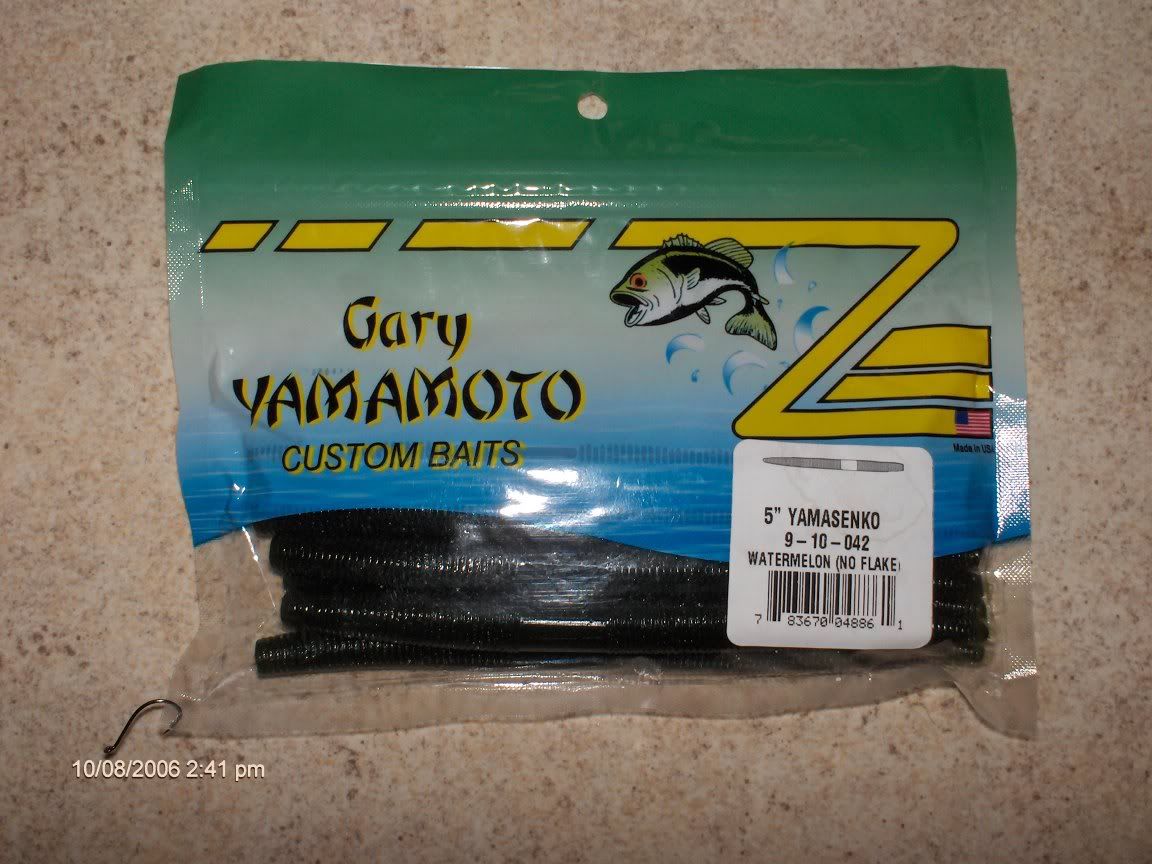 Gary
YAMAMOTO
CUSTOM BAITS
Made in USA
5" YAMASENKO
9-10-042
WATERMELON (NO FLAKE)
7 83670 04886 1
10/08/2006 2:41 pm